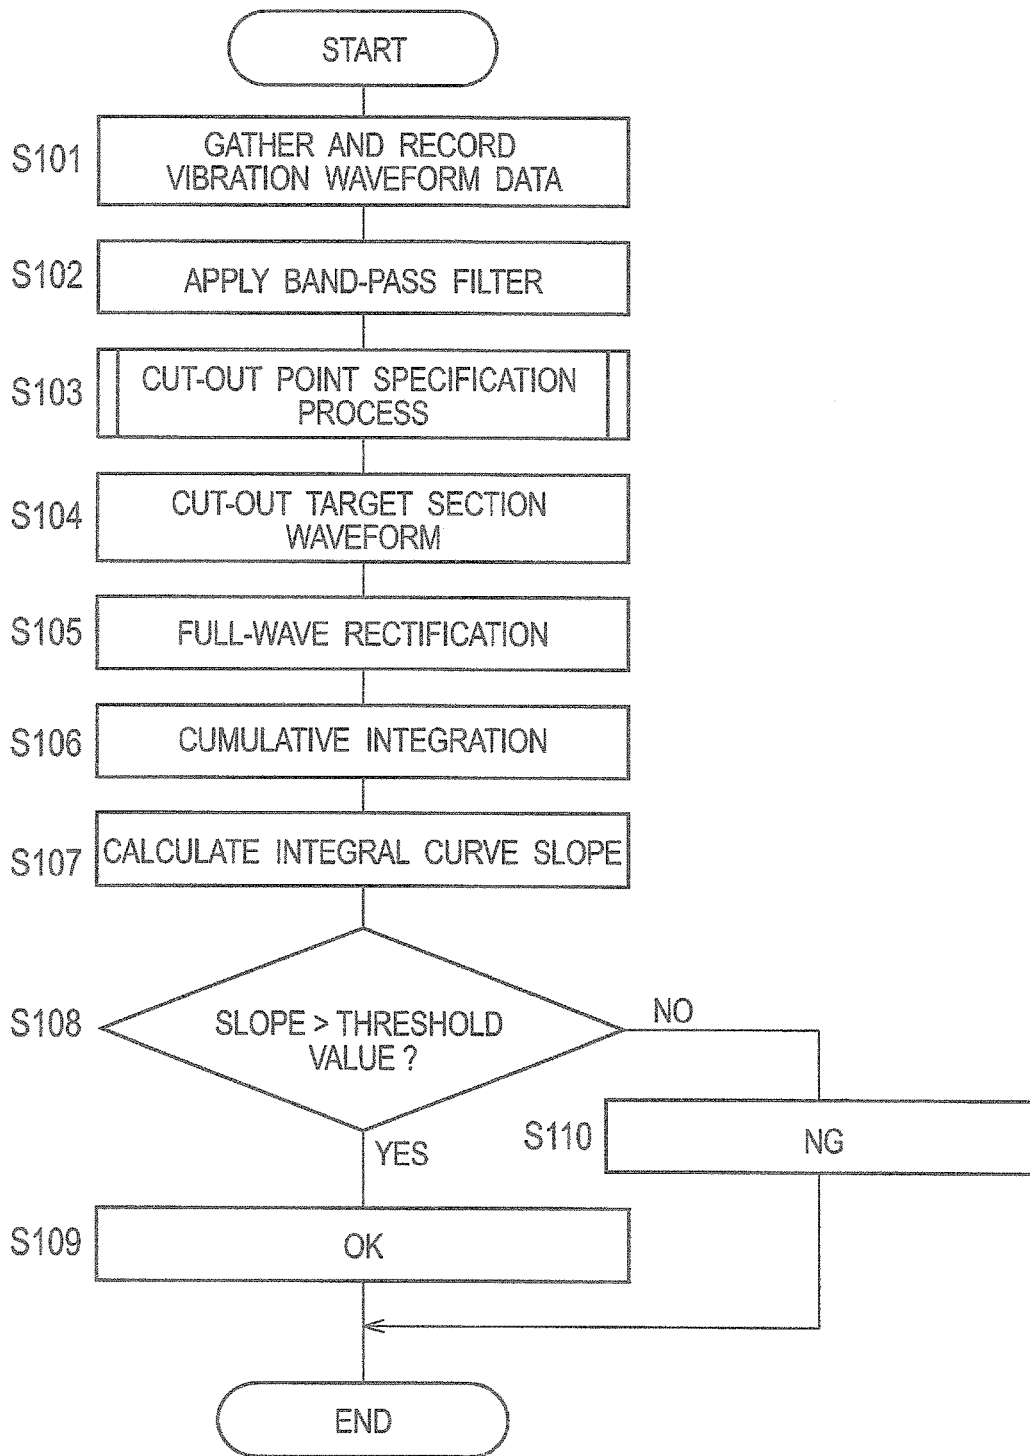 START
S101
GATHER AND RECORD
VIBRATION WAVEFORM DATA
S102
APPLY BAND-PASS FILTER
S103
CUT-OUT POINT SPECIFICATION
PROCESS
S104
CUT-OUT TARGET SECTION
WAVEFORM
S105
FULL-WAVE RECTIFICATION
S106
CUMULATIVE INTEGRATION
S107
CALCULATE INTEGRAL CURVE SLOPE
S108
SLOPE > THRESHOLD
VALUE ?
NO
YES
S110
NG
S109
OK
END